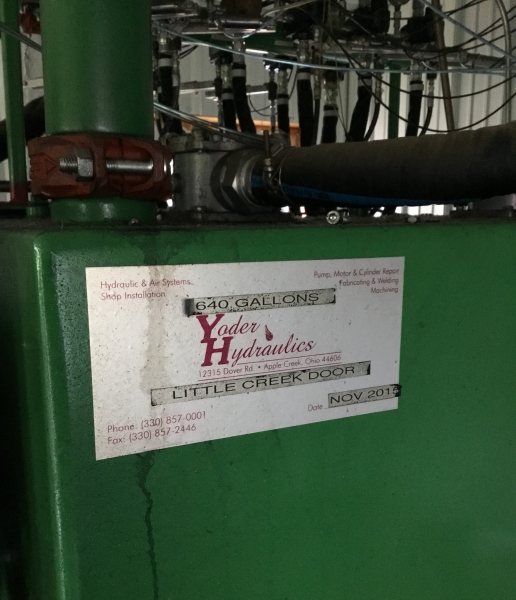 Hydraulic & Air Systems
Shop Installation
Pump, Motor & Cylinder Repair
Fabricating & Welding
Machining
640 GALLONS
Yoder
Hydraulics
12315 Dover Rd. • Apple Creek, Ohio 44606
LITTLE CREEK DOOR
Phone: (330) 857-0001
Fax: (330) 857-2446
Date
NOV 2014